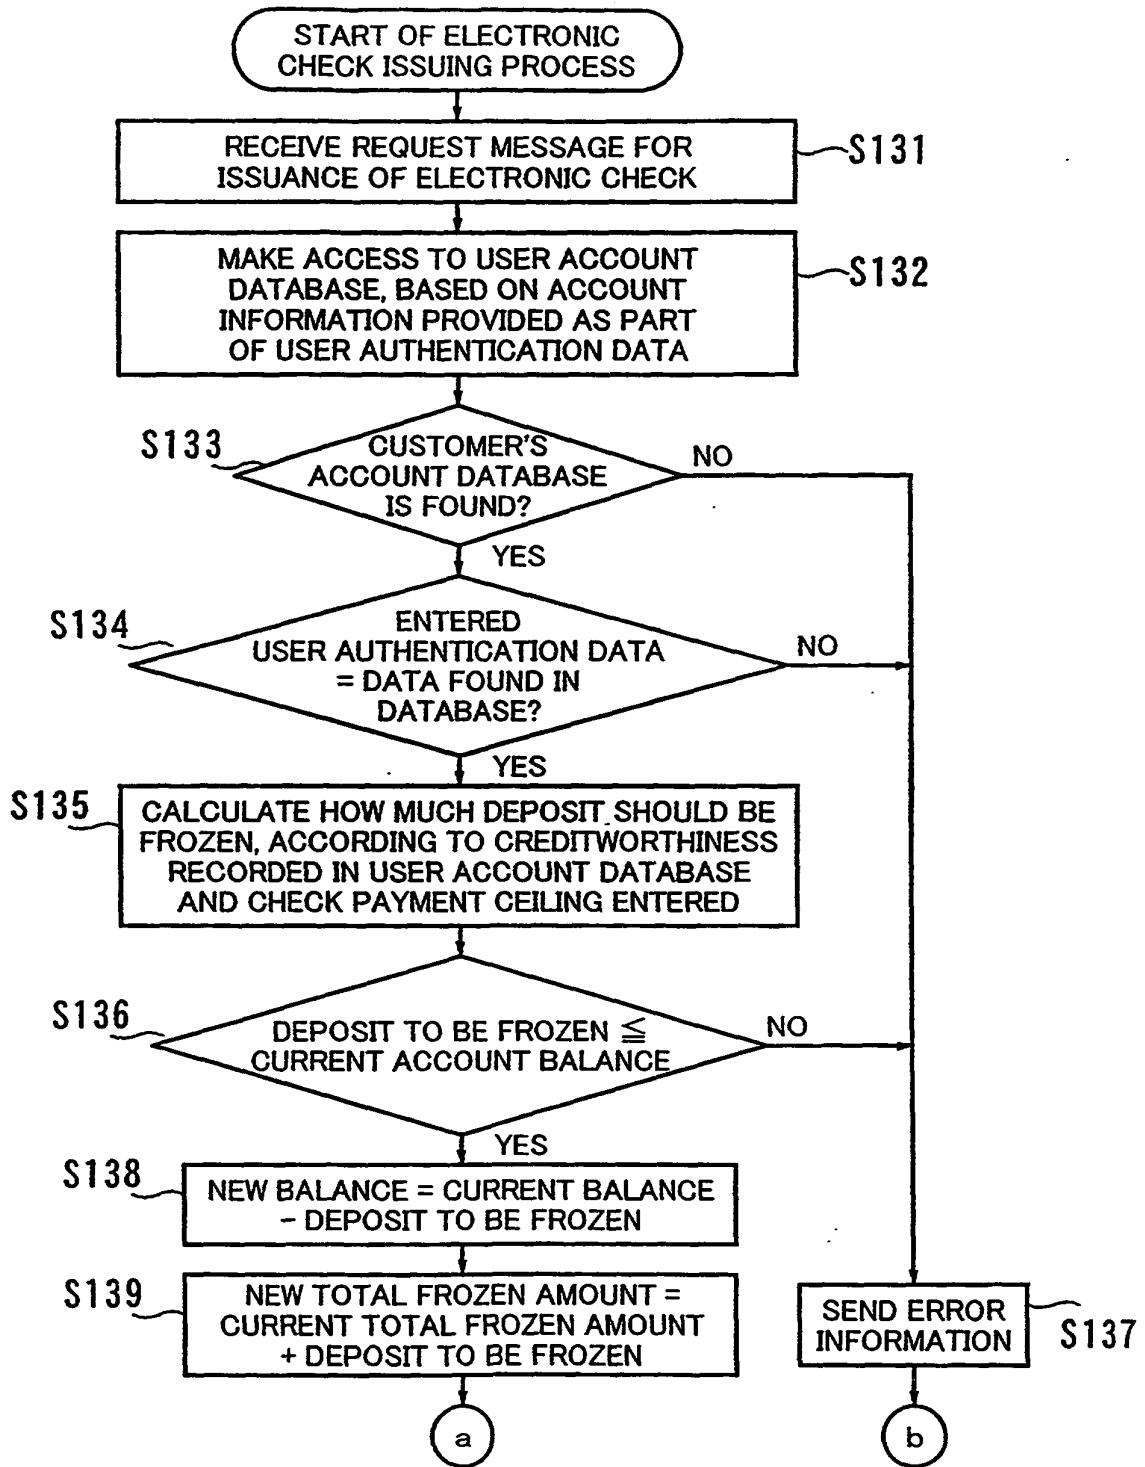 START OF ELECTRONIC
CHECK ISSUING PROCESS
RECEIVE REQUEST MESSAGE FOR
ISSUANCE OF ELECTRONIC CHECK
S131
MAKE ACCESS TO USER ACCOUNT
DATABASE, BASED ON ACCOUNT
INFORMATION PROVIDED AS PART
OF USER AUTHENTICATION DATA
S132
S133
CUSTOMER'S
ACCOUNT DATABASE
IS FOUND?
NO
YES
S134
ENTERED
USER AUTHENTICATION DATA
= DATA FOUND IN
DATABASE?
NO
YES
S135
CALCULATE HOW MUCH DEPOSIT SHOULD BE
FROZEN, ACCORDING TO CREDITWORTHINESS
RECORDED IN USER ACCOUNT DATABASE
AND CHECK PAYMENT CEILING ENTERED
S136
DEPOSIT TO BE FROZEN ≦
CURRENT ACCOUNT BALANCE
NO
YES
S138
NEW BALANCE = CURRENT BALANCE
− DEPOSIT TO BE FROZEN
S139
NEW TOTAL FROZEN AMOUNT =
CURRENT TOTAL FROZEN AMOUNT
+ DEPOSIT TO BE FROZEN
SEND ERROR
INFORMATION
S137
a
b